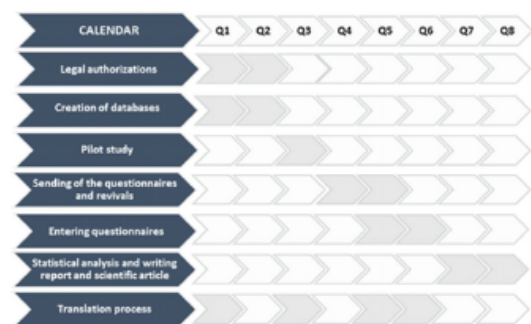 CALENDAR Q1 Q2 Q3 Q4 Q5 Q6 Q7 Q8
Legal authorizations
Creation of databases
Pilot study
Sending of the questionnaires
and revivals
Entering questionnaires
Statistical analysis and writing
report and scientific article
Translation process